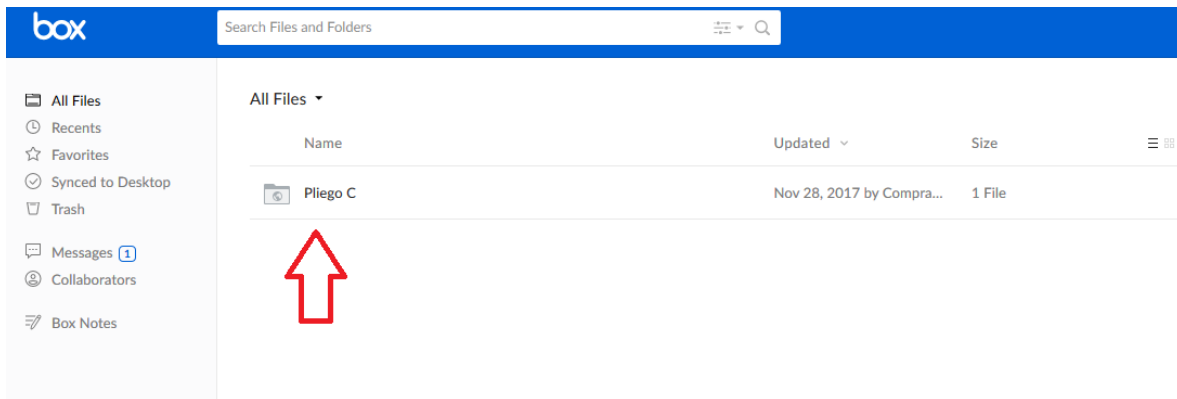 box
Search Files and Folders
All Files
Recents
Favorites
Synced to Desktop
Trash
Messages 1
Collaborators
Box Notes
All Files
Name Updated Size
Pliego C Nov 28, 2017 by Compra... 1 File